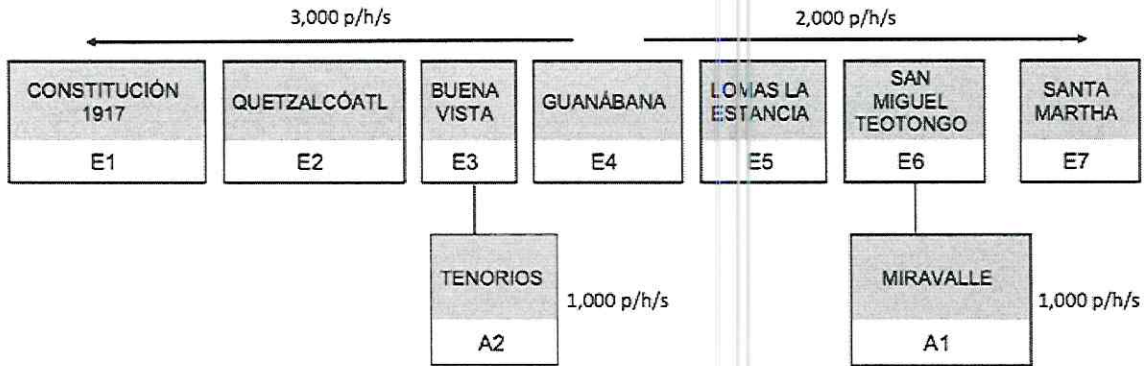 3,000 p/h/s
2,000 p/h/s
CONSTITUCIÓN
1917
E1
QUETZALCÓATL
E2
BUENA
VISTA
E3
GUANÁBANA
E4
LOMAS LA
ESTANCIA
E5
SAN
MIGUEL
TEOTONGO
E6
SANTA
MARTHA
E7
TENORIOS
A2
1,000 p/h/s
MIRAVALLE
A1
1,000 p/h/s